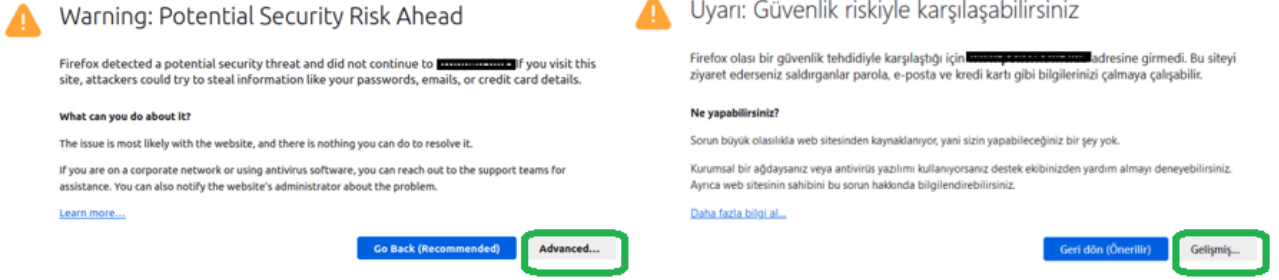 Warning: Potential Security Risk Ahead
Firefox detected a potential security threat and did not continue to If you visit this
site, attackers could try to steal information like your passwords, emails, or credit card details.
What can you do about it?
The issue is most likely with the website, and there is nothing you can do to resolve it.
If you are on a corporate network or using antivirus software, you can reach out to the support teams for
assistance. You can also notify the website's administrator about the problem.
Learn more...
Go Back (Recommended)
Advanced...
Uyarı: Güvenlik riskiyle karşılaşabilirsiniz
Firefox olası bir güvenlik tehdidiyle karşılaştığı için adresine girmedi. Bu siteyi
ziyaret ederseniz saldırganlar parola, e-posta ve kredi kartı gibi bilgilerinizi çalmaya çalışabilir.
Ne yapabilirsiniz?
Sorun büyük olasılıkla web sitesinden kaynaklanıyor, yani sizin yapabileceğiniz bir şey yok.
Kurumsal bir ağdaysanız veya antivirüs yazılımı kullanıyorsanız destek ekibinizden yardım almayı deneyebilirsiniz.
Ayrıca web sitesinin sahibini bu sorun hakkında bilgilendirebilirsiniz.
Daha fazla bilgi al...
Geri dön (Önerilir)
Gelişmiş...